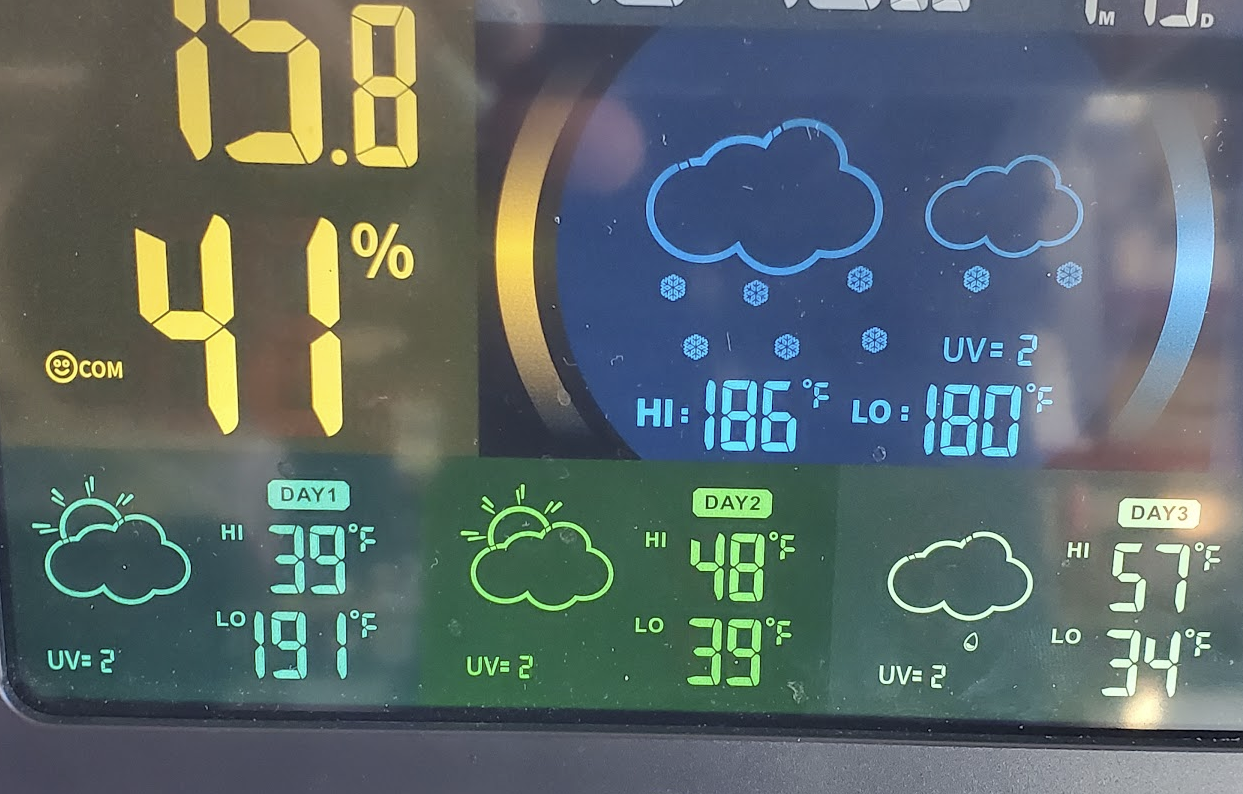 15.8
41%
COM
UV= 2
HI: 186°F LO: 180°F
DAY1
HI 39°F
LO 191°F
UV= 2
DAY2
HI 48°F
LO 39°F
UV= 2
DAY3
HI 57°F
LO 34°F
UV= 2